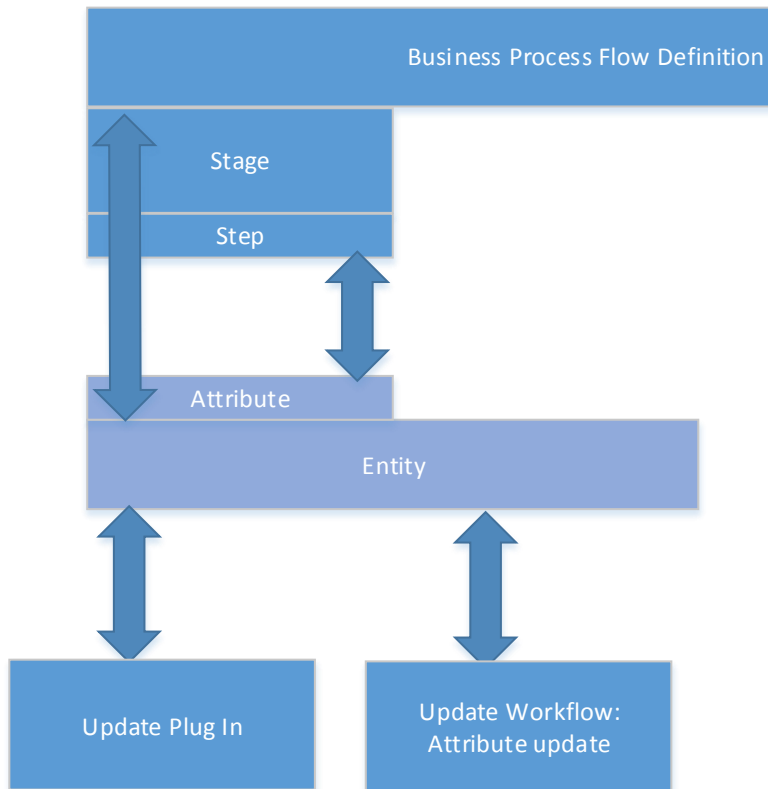 Business Process Flow Definition
Stage
Step
Attribute
Entity
Update Plug In
Update Workflow:
Attribute update